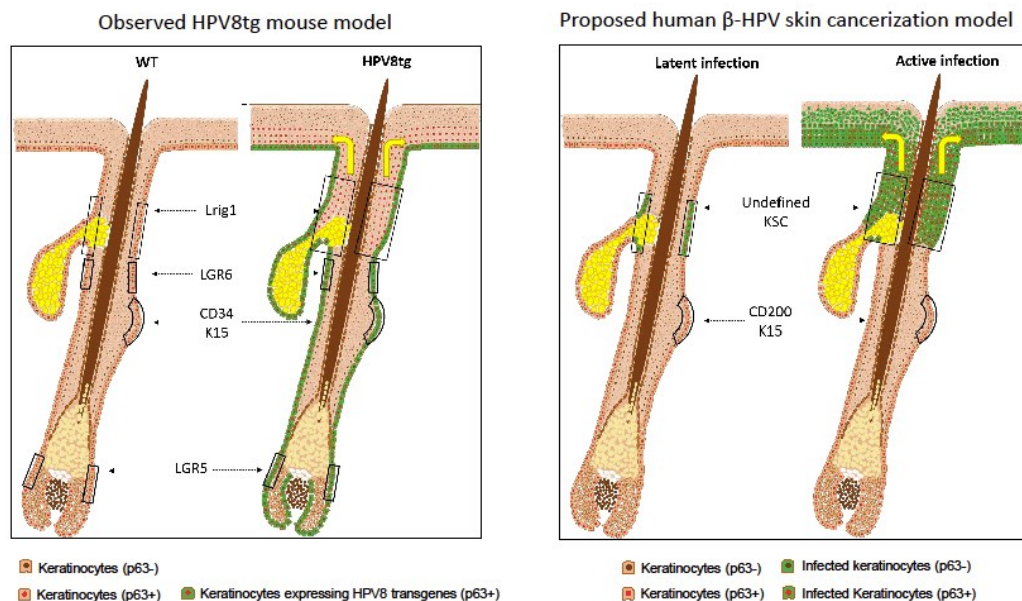 Observed HPV8tg mouse model
WT
HPV8tg
Lrig1
LGR6
CD34
K15
LGR5
Keratinocytes (p63-)
Keratinocytes (p63+)
Keratinocytes expressing HPV8 transgenes (p63+)
Proposed human β-HPV skin cancerization model
Latent infection
Active infection
Undefined
KSC
CD200
K15
Keratinocytes (p63-)
Infected keratinocytes (p63-)
Keratinocytes (p63+)
Infected Keratinocytes (p63+)